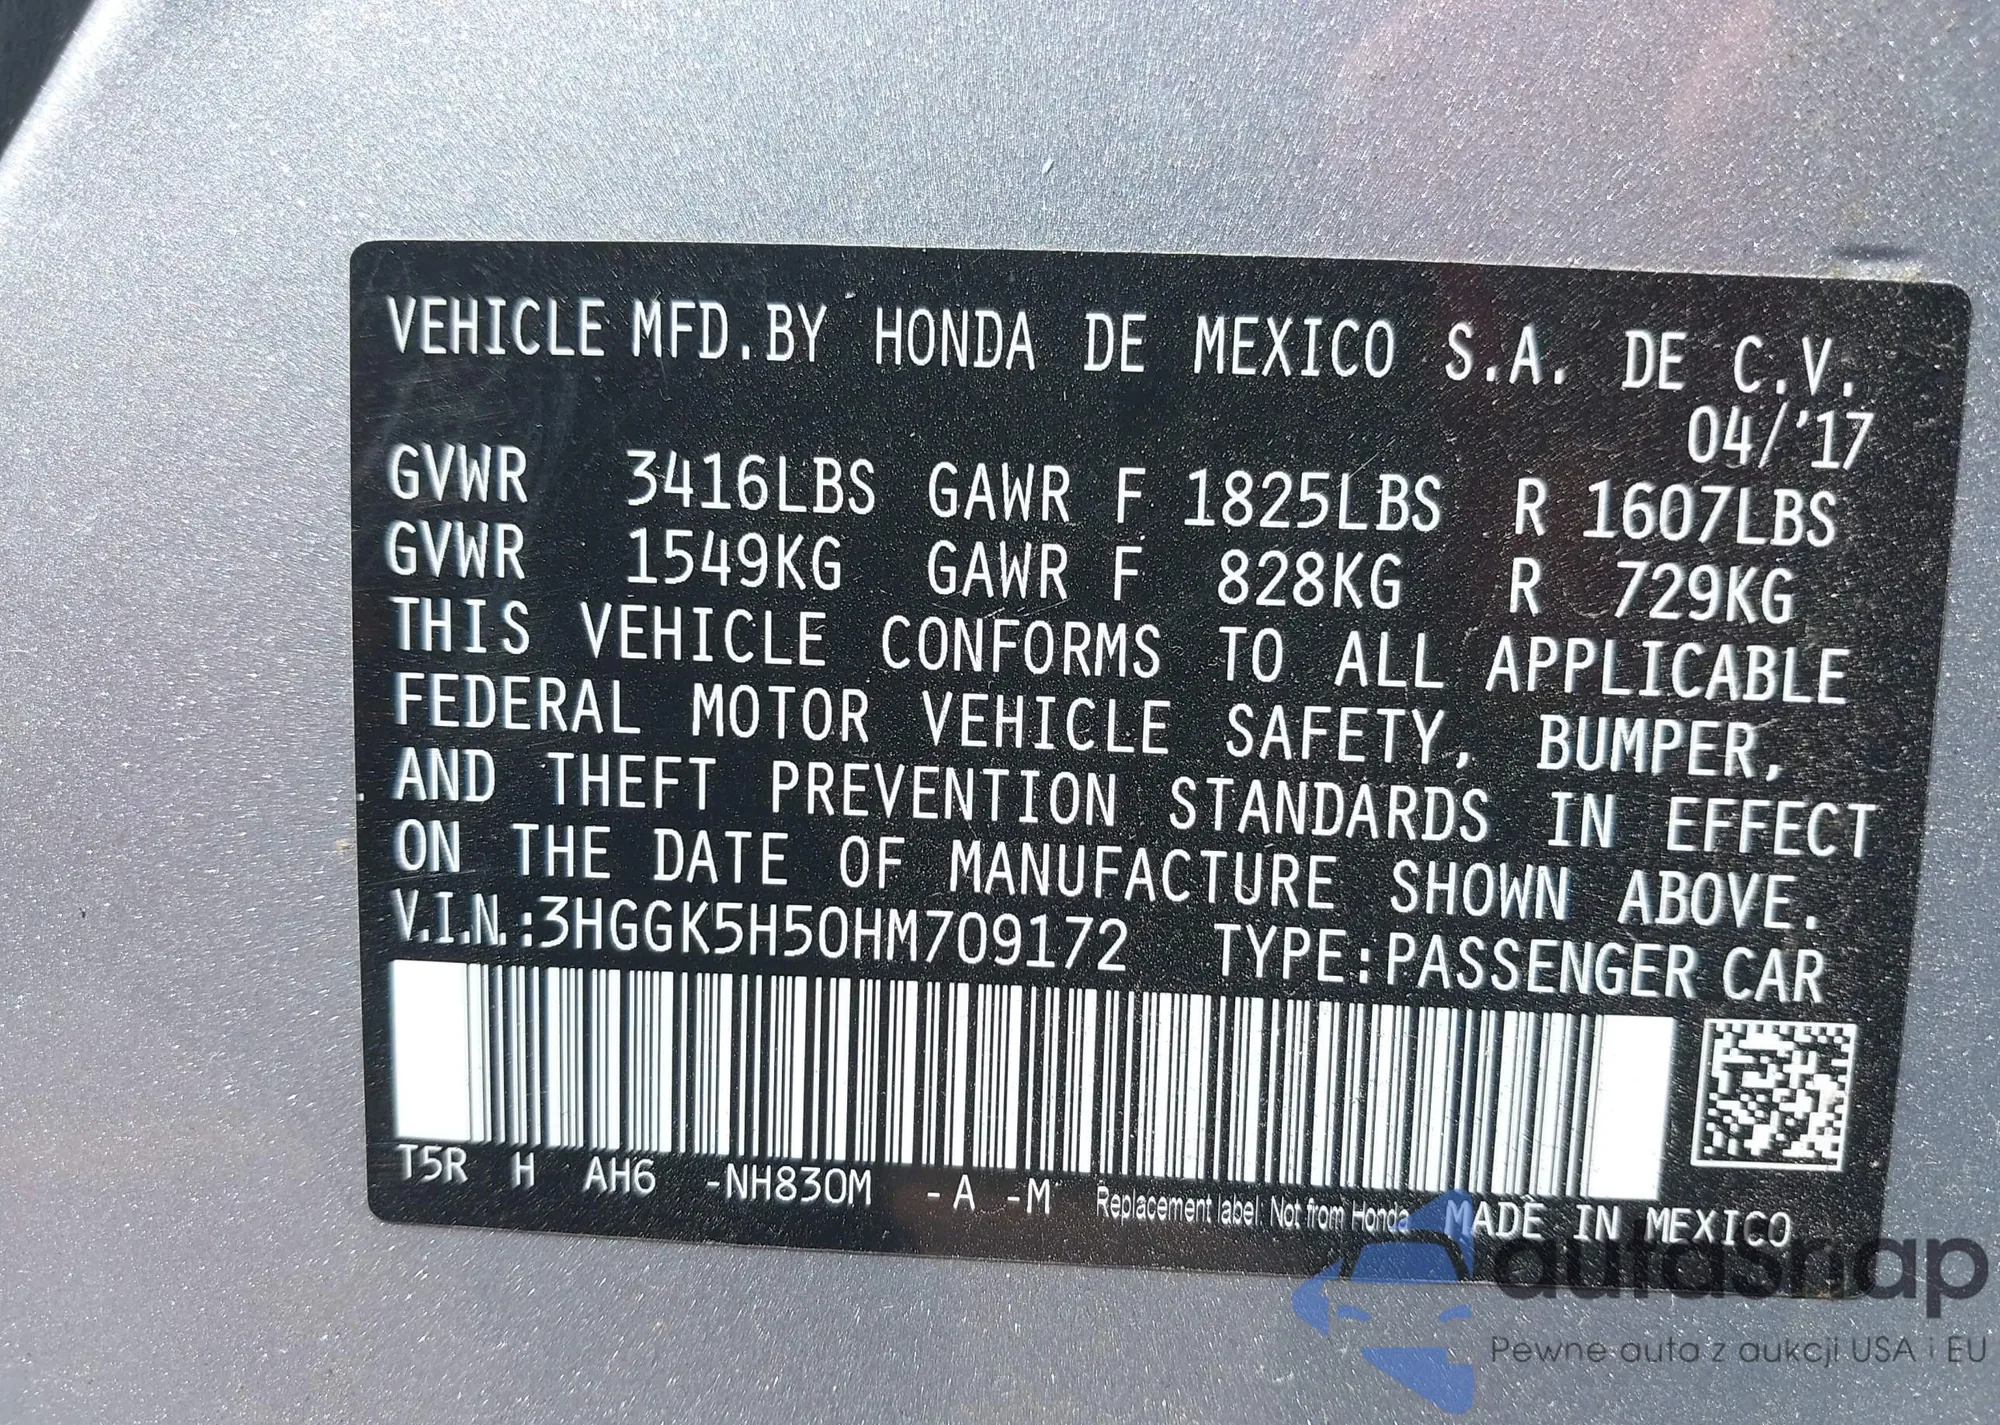 VEHICLE MFD.BY HONDA DE MEXICO S.A. DE C.V.
04/'17
GVWR 3416LBS GAWR F 1825LBS R 1607LBS
GVWR 1549KG GAWR F 828KG R 729KG
THIS VEHICLE CONFORMS TO ALL APPLICABLE
FEDERAL MOTOR VEHICLE SAFETY, BUMPER,
AND THEFT PREVENTION STANDARDS IN EFFECT
ON THE DATE OF MANUFACTURE SHOWN ABOVE.
V.I.N.:3HGGK5H50HM709172 TYPE:PASSENGER CAR
T5R H AH6 -NH830M -A -M Replacement label: Not from Honda MADE IN MEXICO
autasnap
Pewne auta z aukcji USA i EU